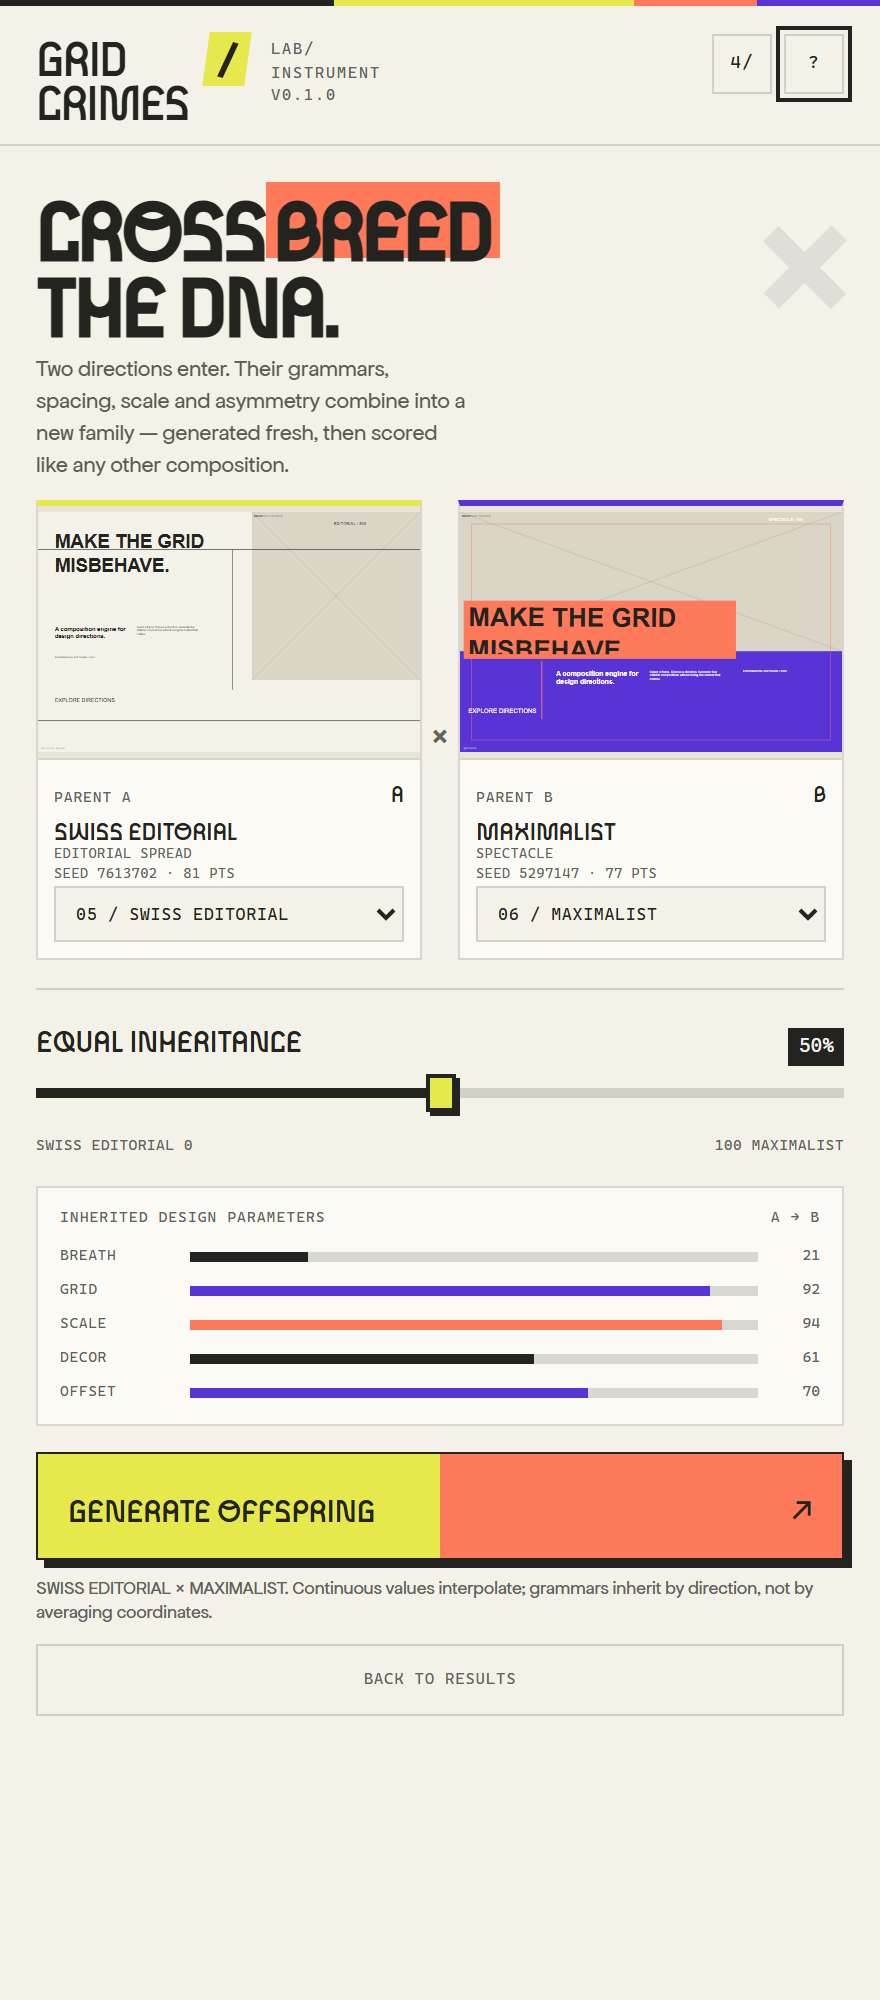 GRID
CRIMES
/
LAB/
INSTRUMENT
V0.1.0
4/
?
CROSSBREED
THE DNA.
Two directions enter. Their grammars,
spacing, scale and asymmetry combine into a
new family — generated fresh, then scored
like any other composition.
EDITORIAL / 800
MAKE THE GRID
MISBEHAVE.
A composition engine for
design directions.
EXPLORE DIRECTIONS
×
MAKE THE GRID
MISBEHAVE
A composition engine for
design directions.
EXPLORE DIRECTIONS
PARENT A
A
SWISS EDITORIAL
EDITORIAL SPREAD
SEED 7613702 · 81 PTS
05 / SWISS EDITORIAL
PARENT B
B
MAXIMALIST
SPECTACLE
SEED 5297147 · 77 PTS
06 / MAXIMALIST
EQUAL INHERITANCE
50%
SWISS EDITORIAL 0
100 MAXIMALIST
INHERITED DESIGN PARAMETERS
A → B
BREATH 21
GRID 92
SCALE 94
DECOR 61
OFFSET 70
GENERATE OFFSPRING ↗
SWISS EDITORIAL × MAXIMALIST. Continuous values interpolate; grammars inherit by direction, not by
averaging coordinates.
BACK TO RESULTS